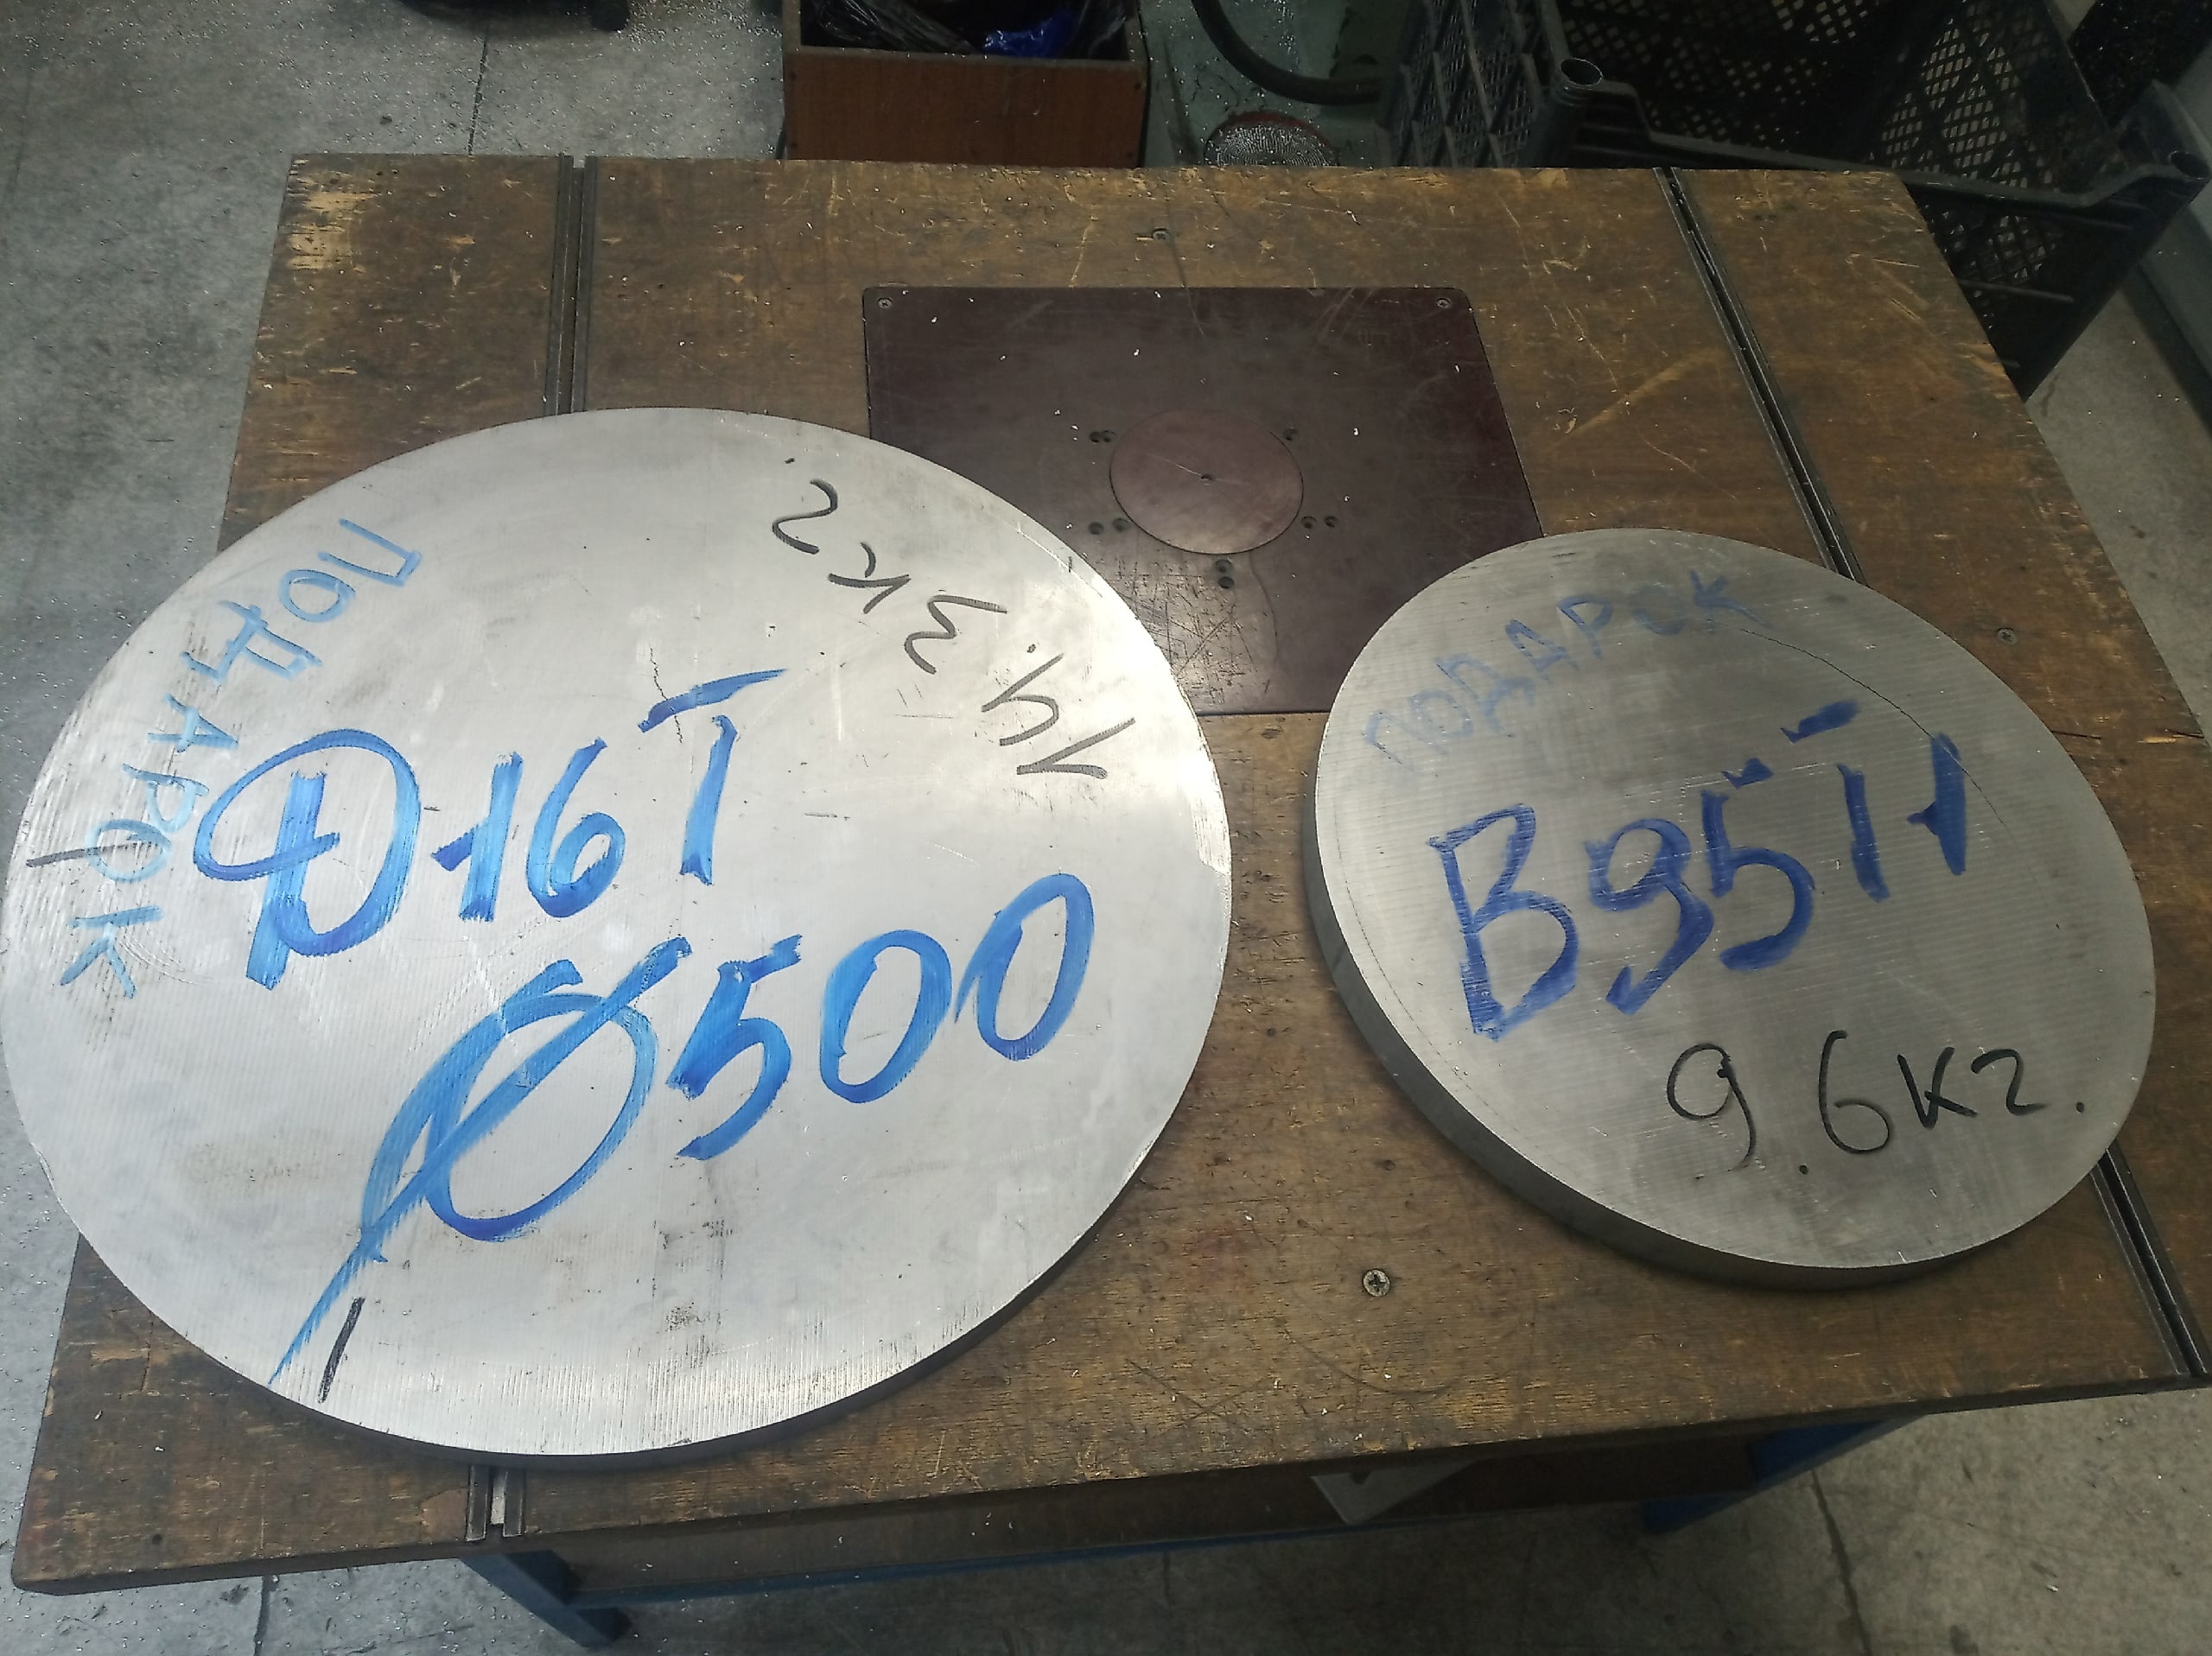 ПОДАРОК
14.3кг.
Д16Т
Ø500
ПОДАРОК
В95Т1
9.6кг.